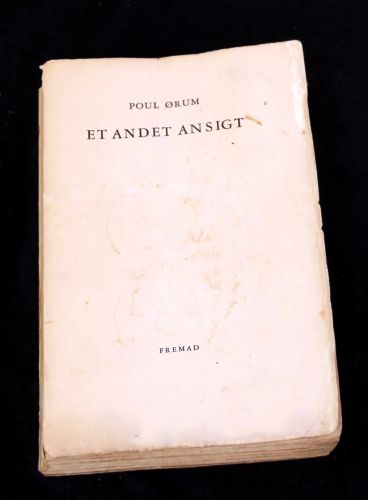 POUL ØRUM
ET ANDET ANSIGT
FREMAD